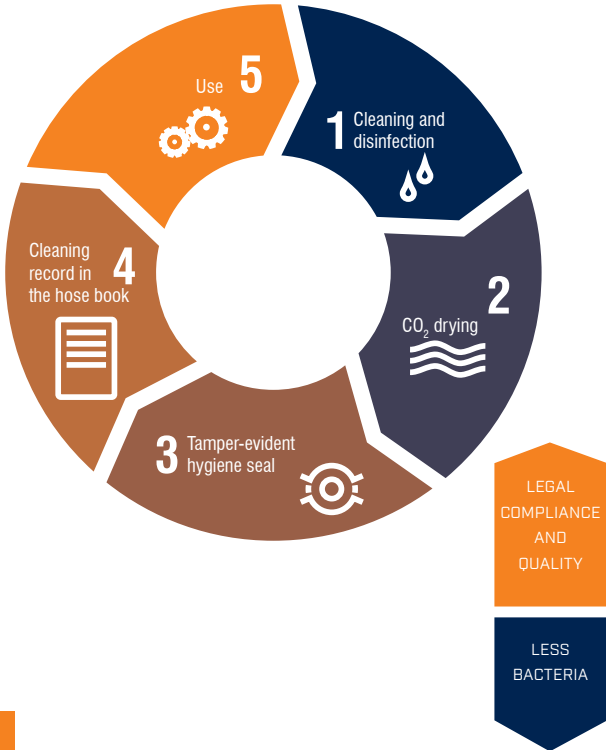 1 Cleaning and
disinfection
2
CO₂ drying
3 Tamper-evident
hygiene seal
Cleaning
record in 4
the hose book
Use 5
LEGAL
COMPLIANCE
AND
QUALITY
LESS
BACTERIA